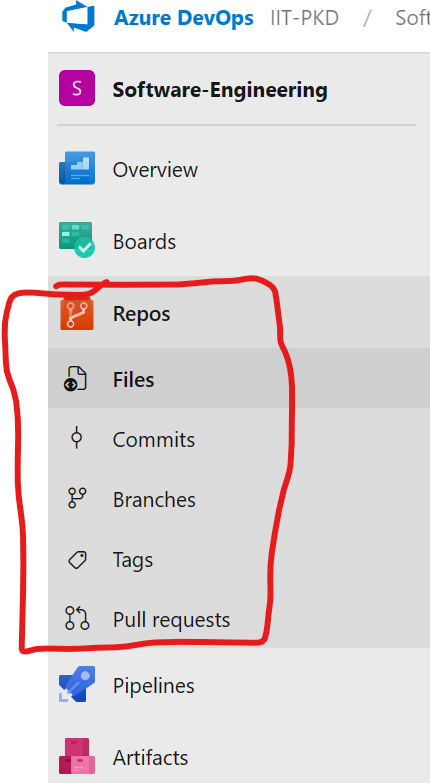 Azure DevOps IIT-PKD / Soft
S Software-Engineering
Overview
Boards
Repos
Files
Commits
Branches
Tags
Pull requests
Pipelines
Artifacts